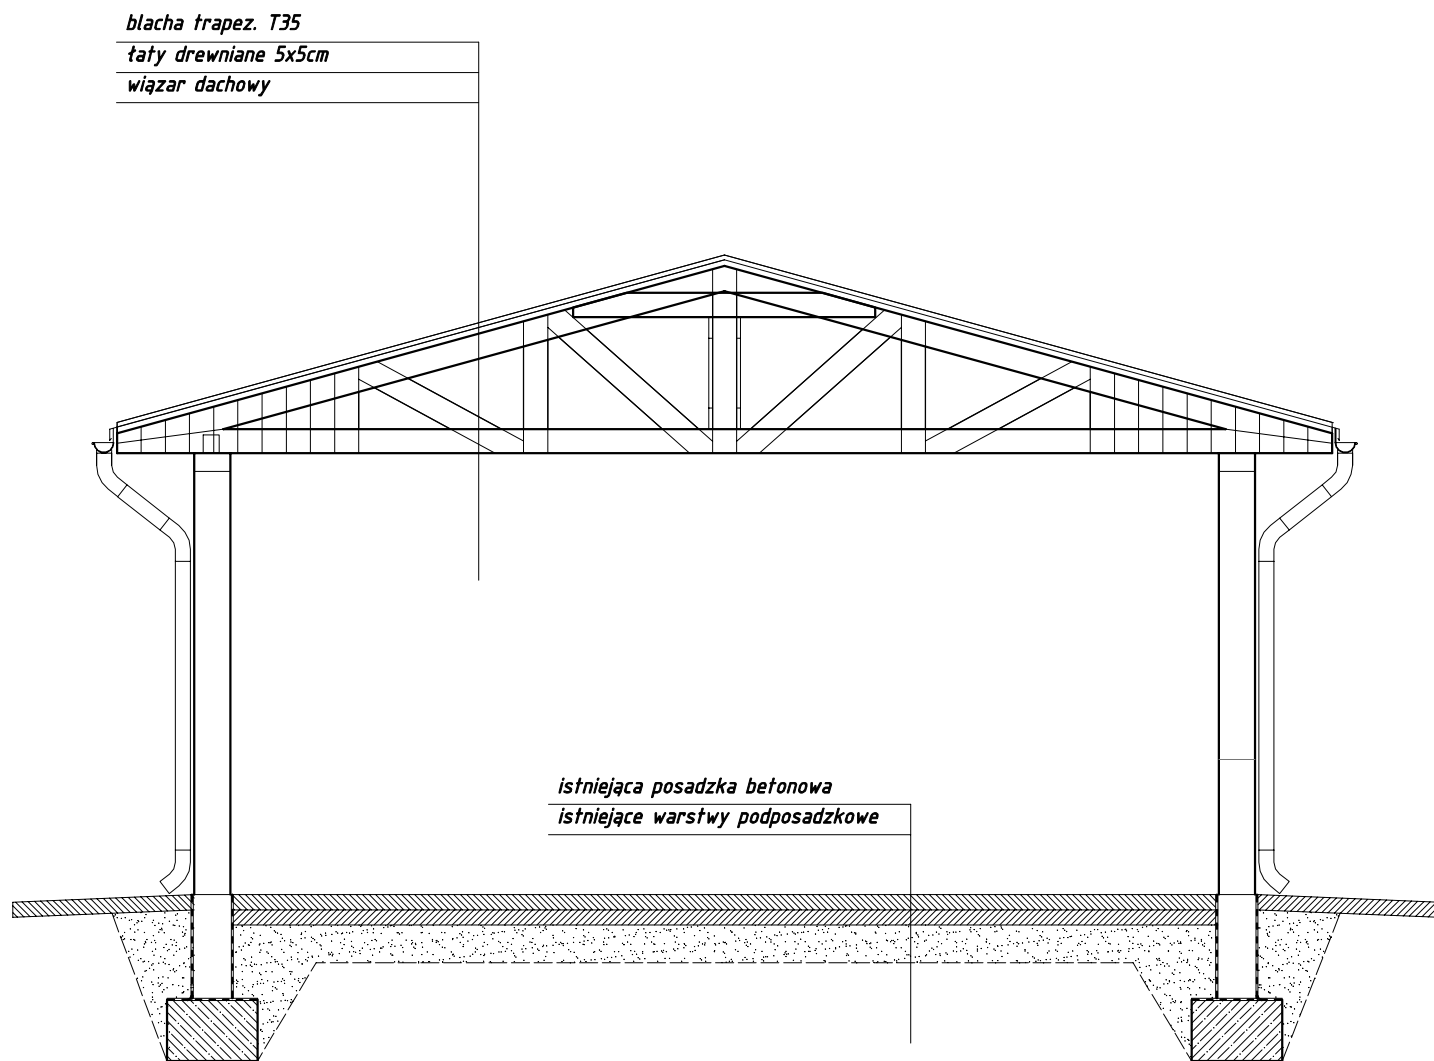 blacha trapez. T35
łaty drewniane 5x5cm
wiązar dachowy
istniejąca posadzka betonowa
istniejące warstwy podposadzkowe